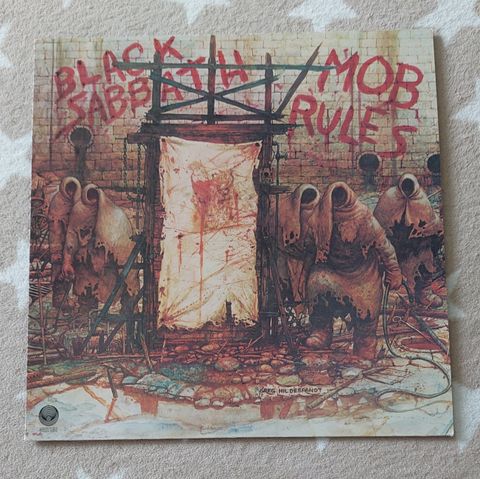 BLACK
SABBATH
MOB
RULES
GREG HILDEBRANDT